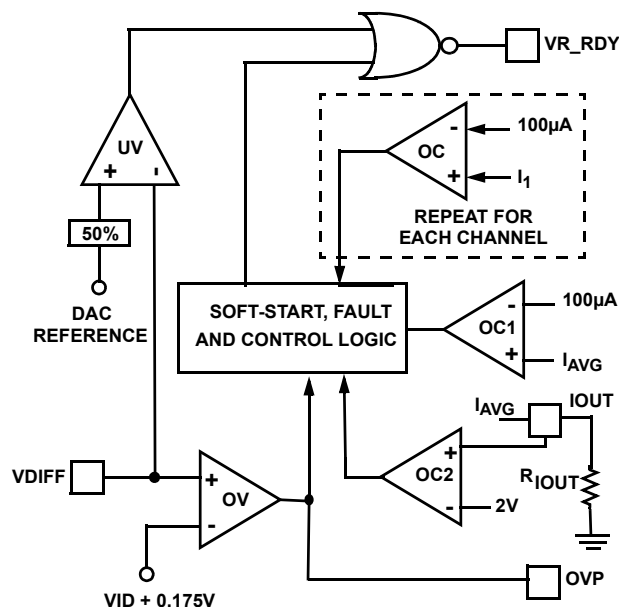 VR_RDY
UV
+ -
50%
DAC
REFERENCE
- 100µA
OC
+ I1
REPEAT FOR
EACH CHANNEL
SOFT-START, FAULT
AND CONTROL LOGIC
- 100µA
OC1
+ IAVG
IAVG IOUT
+
OC2
- 2V
RIOUT
VDIFF
+
OV
-
VID + 0.175V
OVP